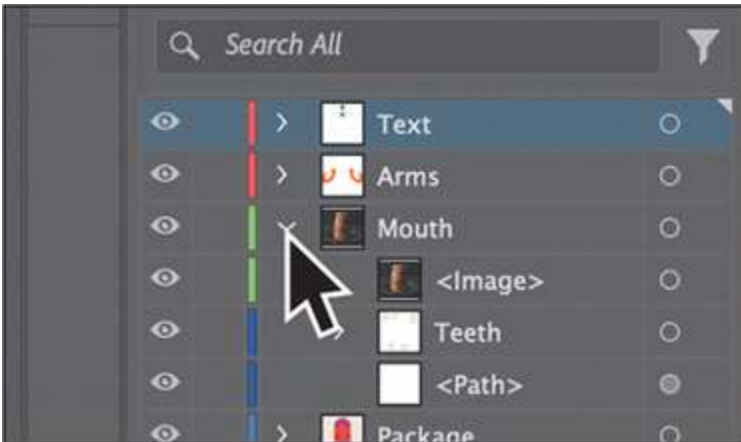 Search All
Text
Arms
Mouth
<Image>
Teeth
<Path>
Package